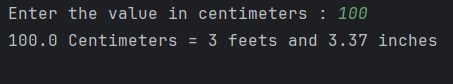 Enter the value in centimeters : 100
100.0 Centimeters = 3 feets and 3.37 inches